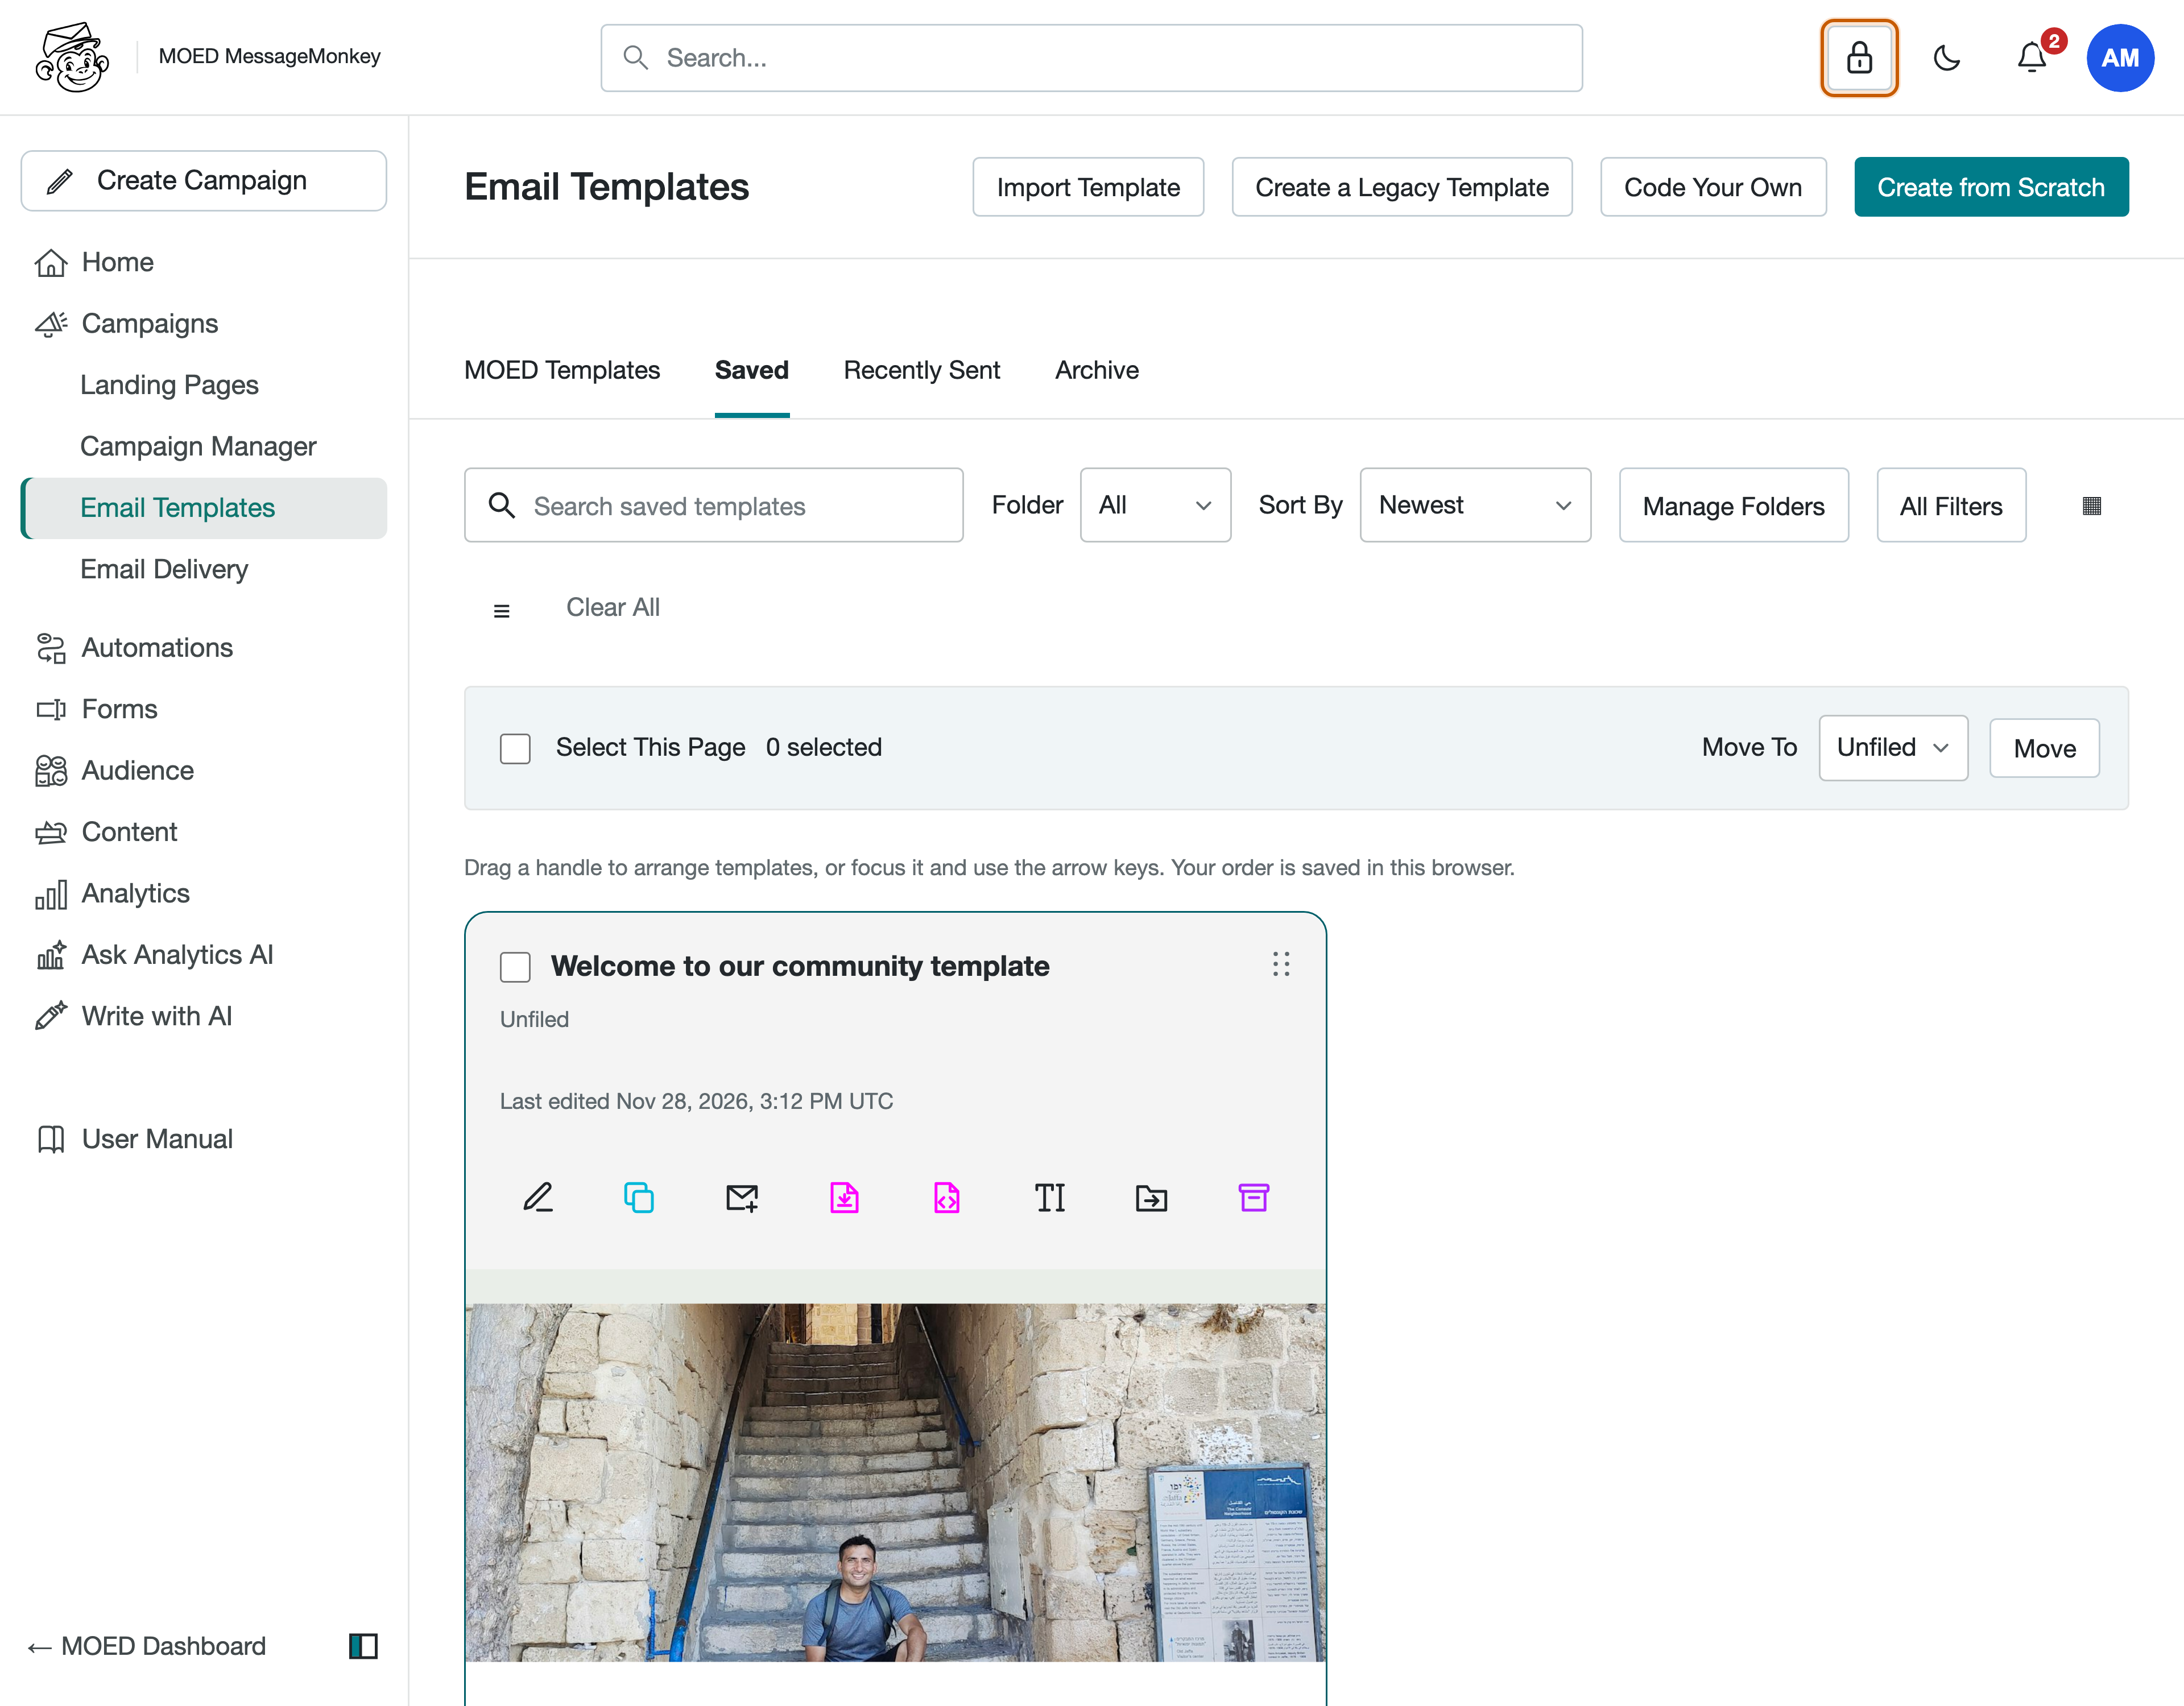 MOED MessageMonkey
Search...
2
AM
Create Campaign
Home
Campaigns
Landing Pages
Campaign Manager
Email Templates
Email Delivery
Automations
Forms
Audience
Content
Analytics
Ask Analytics AI
Write with AI
User Manual
← MOED Dashboard
Email Templates
Import Template
Create a Legacy Template
Code Your Own
Create from Scratch
MOED Templates
Saved
Recently Sent
Archive
Search saved templates
Folder
All
Sort By
Newest
Manage Folders
All Filters
Clear All
Select This Page
0 selected
Move To
Unfiled
Move
Drag a handle to arrange templates, or focus it and use the arrow keys. Your order is saved in this browser.
Welcome to our community template
Unfiled
Last edited Nov 28, 2026, 3:12 PM UTC